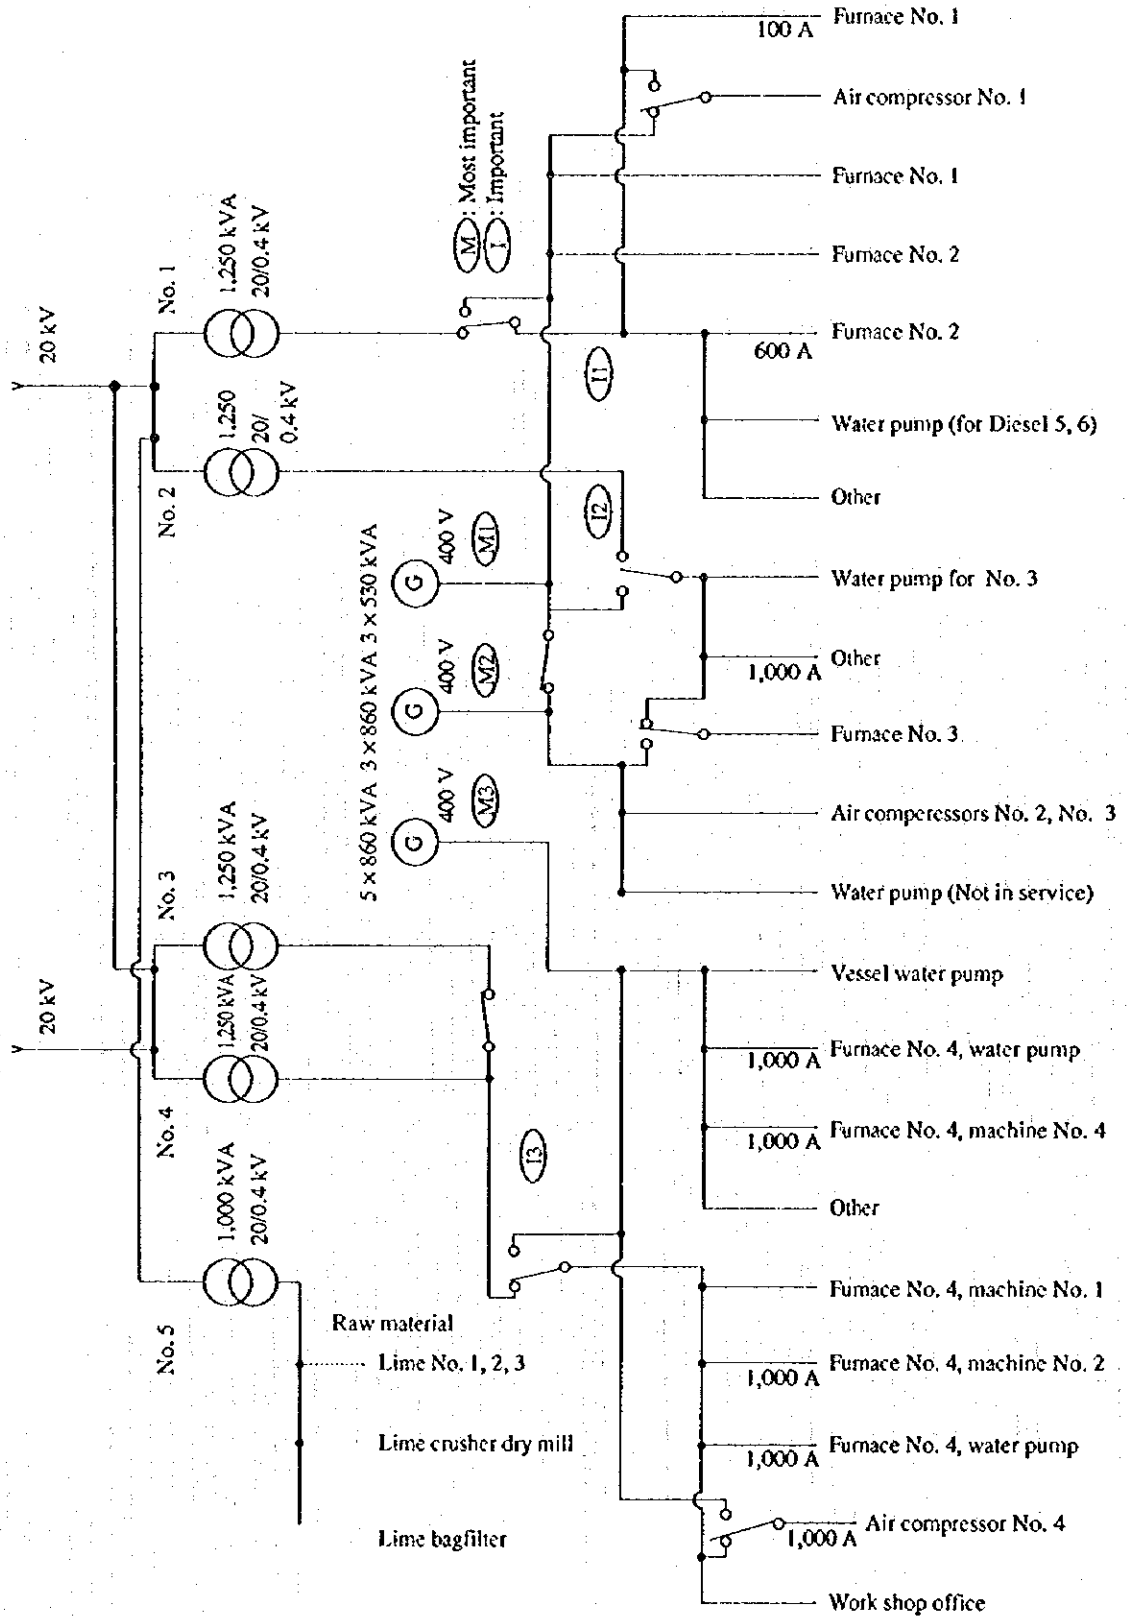 20 kV
No. 1
1,250 kVA
20/0.4 kV
No. 2
1,250
20/
0.4 kV
M : Most important
I : Important
I1
I2
5 x 860 kVA 3 x 860 kVA 3 x 530 kVA
G
400 V
M1
G
400 V
M2
G
400 V
M3
20 kV
No. 3
1,250 kVA
20/0.4 kV
No. 4
1,250 kVA
20/0.4 kV
No. 5
1,000 kVA
20/0.4 kV
I3
Raw material
Lime No. 1, 2, 3
Lime crusher dry mill
Lime bagfilter
100 A Furnace No. 1
Air compressor No. 1
Furnace No. 1
Furnace No. 2
600 A Furnace No. 2
Water pump (for Diesel 5, 6)
Other
Water pump for No. 3
1,000 A Other
Furnace No. 3
Air comperessors No. 2, No. 3
Water pump (Not in service)
Vessel water pump
1,000 A Furnace No. 4, water pump
1,000 A Furnace No. 4, machine No. 4
Other
Furnace No. 4, machine No. 1
1,000 A Furnace No. 4, machine No. 2
1,000 A Furnace No. 4, water pump
1,000 A Air compressor No. 4
Work shop office